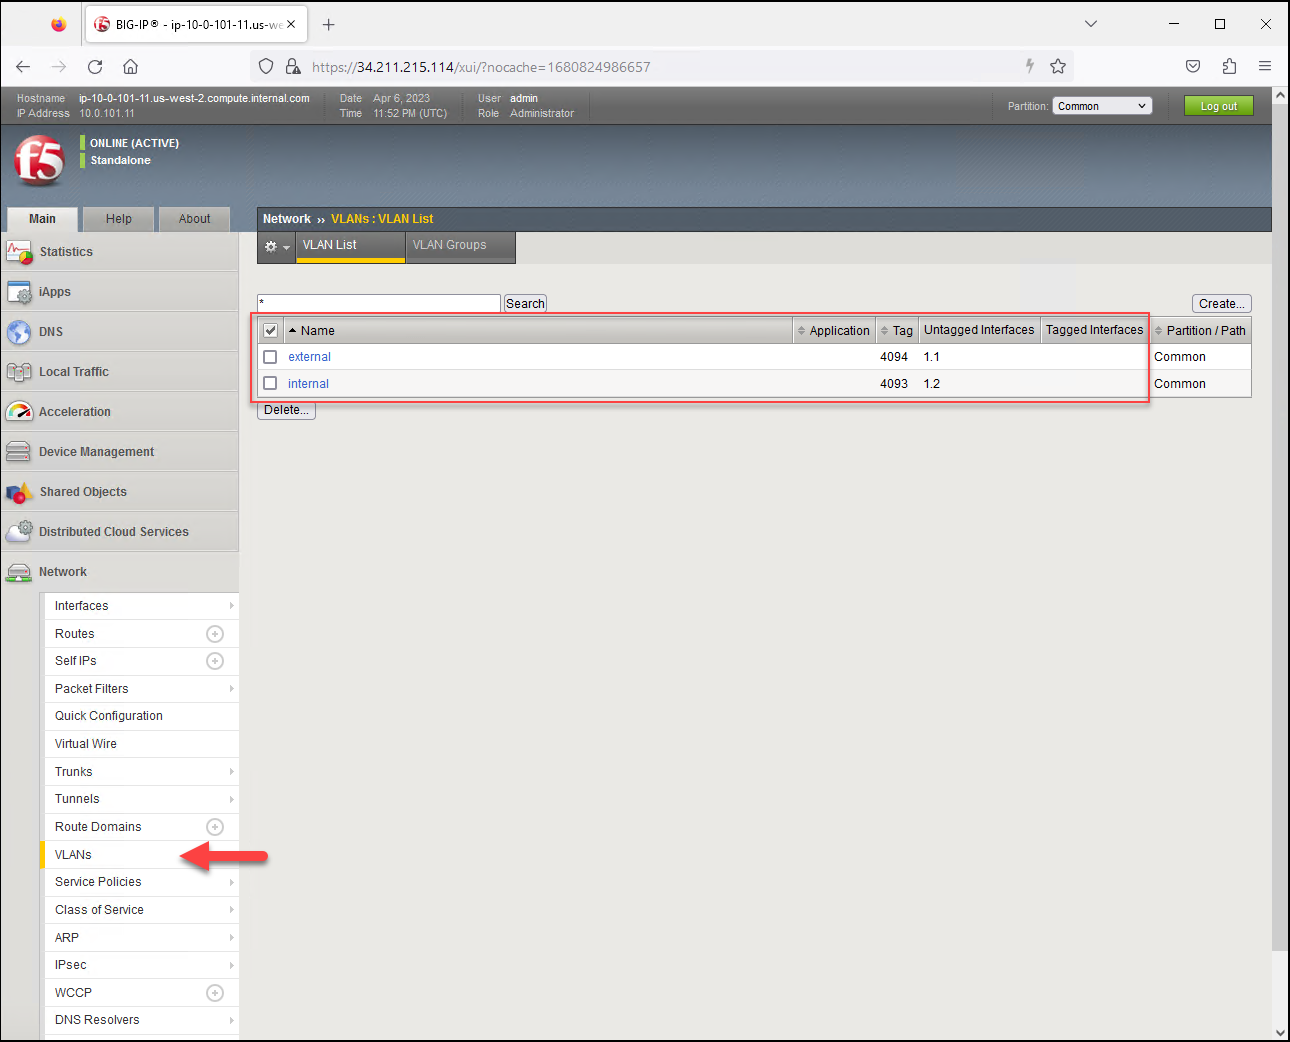 BIG-IP® - ip-10-0-101-11.us-we
https://34.211.215.114/xui/?nocache=1680824986657
Hostname ip-10-0-101-11.us-west-2.compute.internal.com Date Apr 6, 2023 User admin
IP Address 10.0.101.11 Time 11:52 PM (UTC) Role Administrator
Partition: Common Log out
f5
ONLINE (ACTIVE)
Standalone
Main Help About
Network ›› VLANs : VLAN List
VLAN List VLAN Groups
* Search Create...
Name Application Tag Untagged Interfaces Tagged Interfaces Partition / Path
external 4094 1.1 Common
internal 4093 1.2 Common
Delete...
Statistics
iApps
DNS
Local Traffic
Acceleration
Device Management
Shared Objects
Distributed Cloud Services
Network
Interfaces
Routes
Self IPs
Packet Filters
Quick Configuration
Virtual Wire
Trunks
Tunnels
Route Domains
VLANs
Service Policies
Class of Service
ARP
IPsec
WCCP
DNS Resolvers